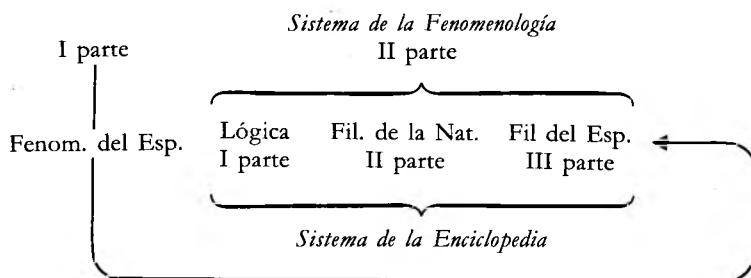 Sistema de la Fenomenología
I parte
II parte
Fenom. del Esp.
Lógica
I parte
Fil. de la Nat.
II parte
Fil del Esp.
III parte
Sistema de la Enciclopedia